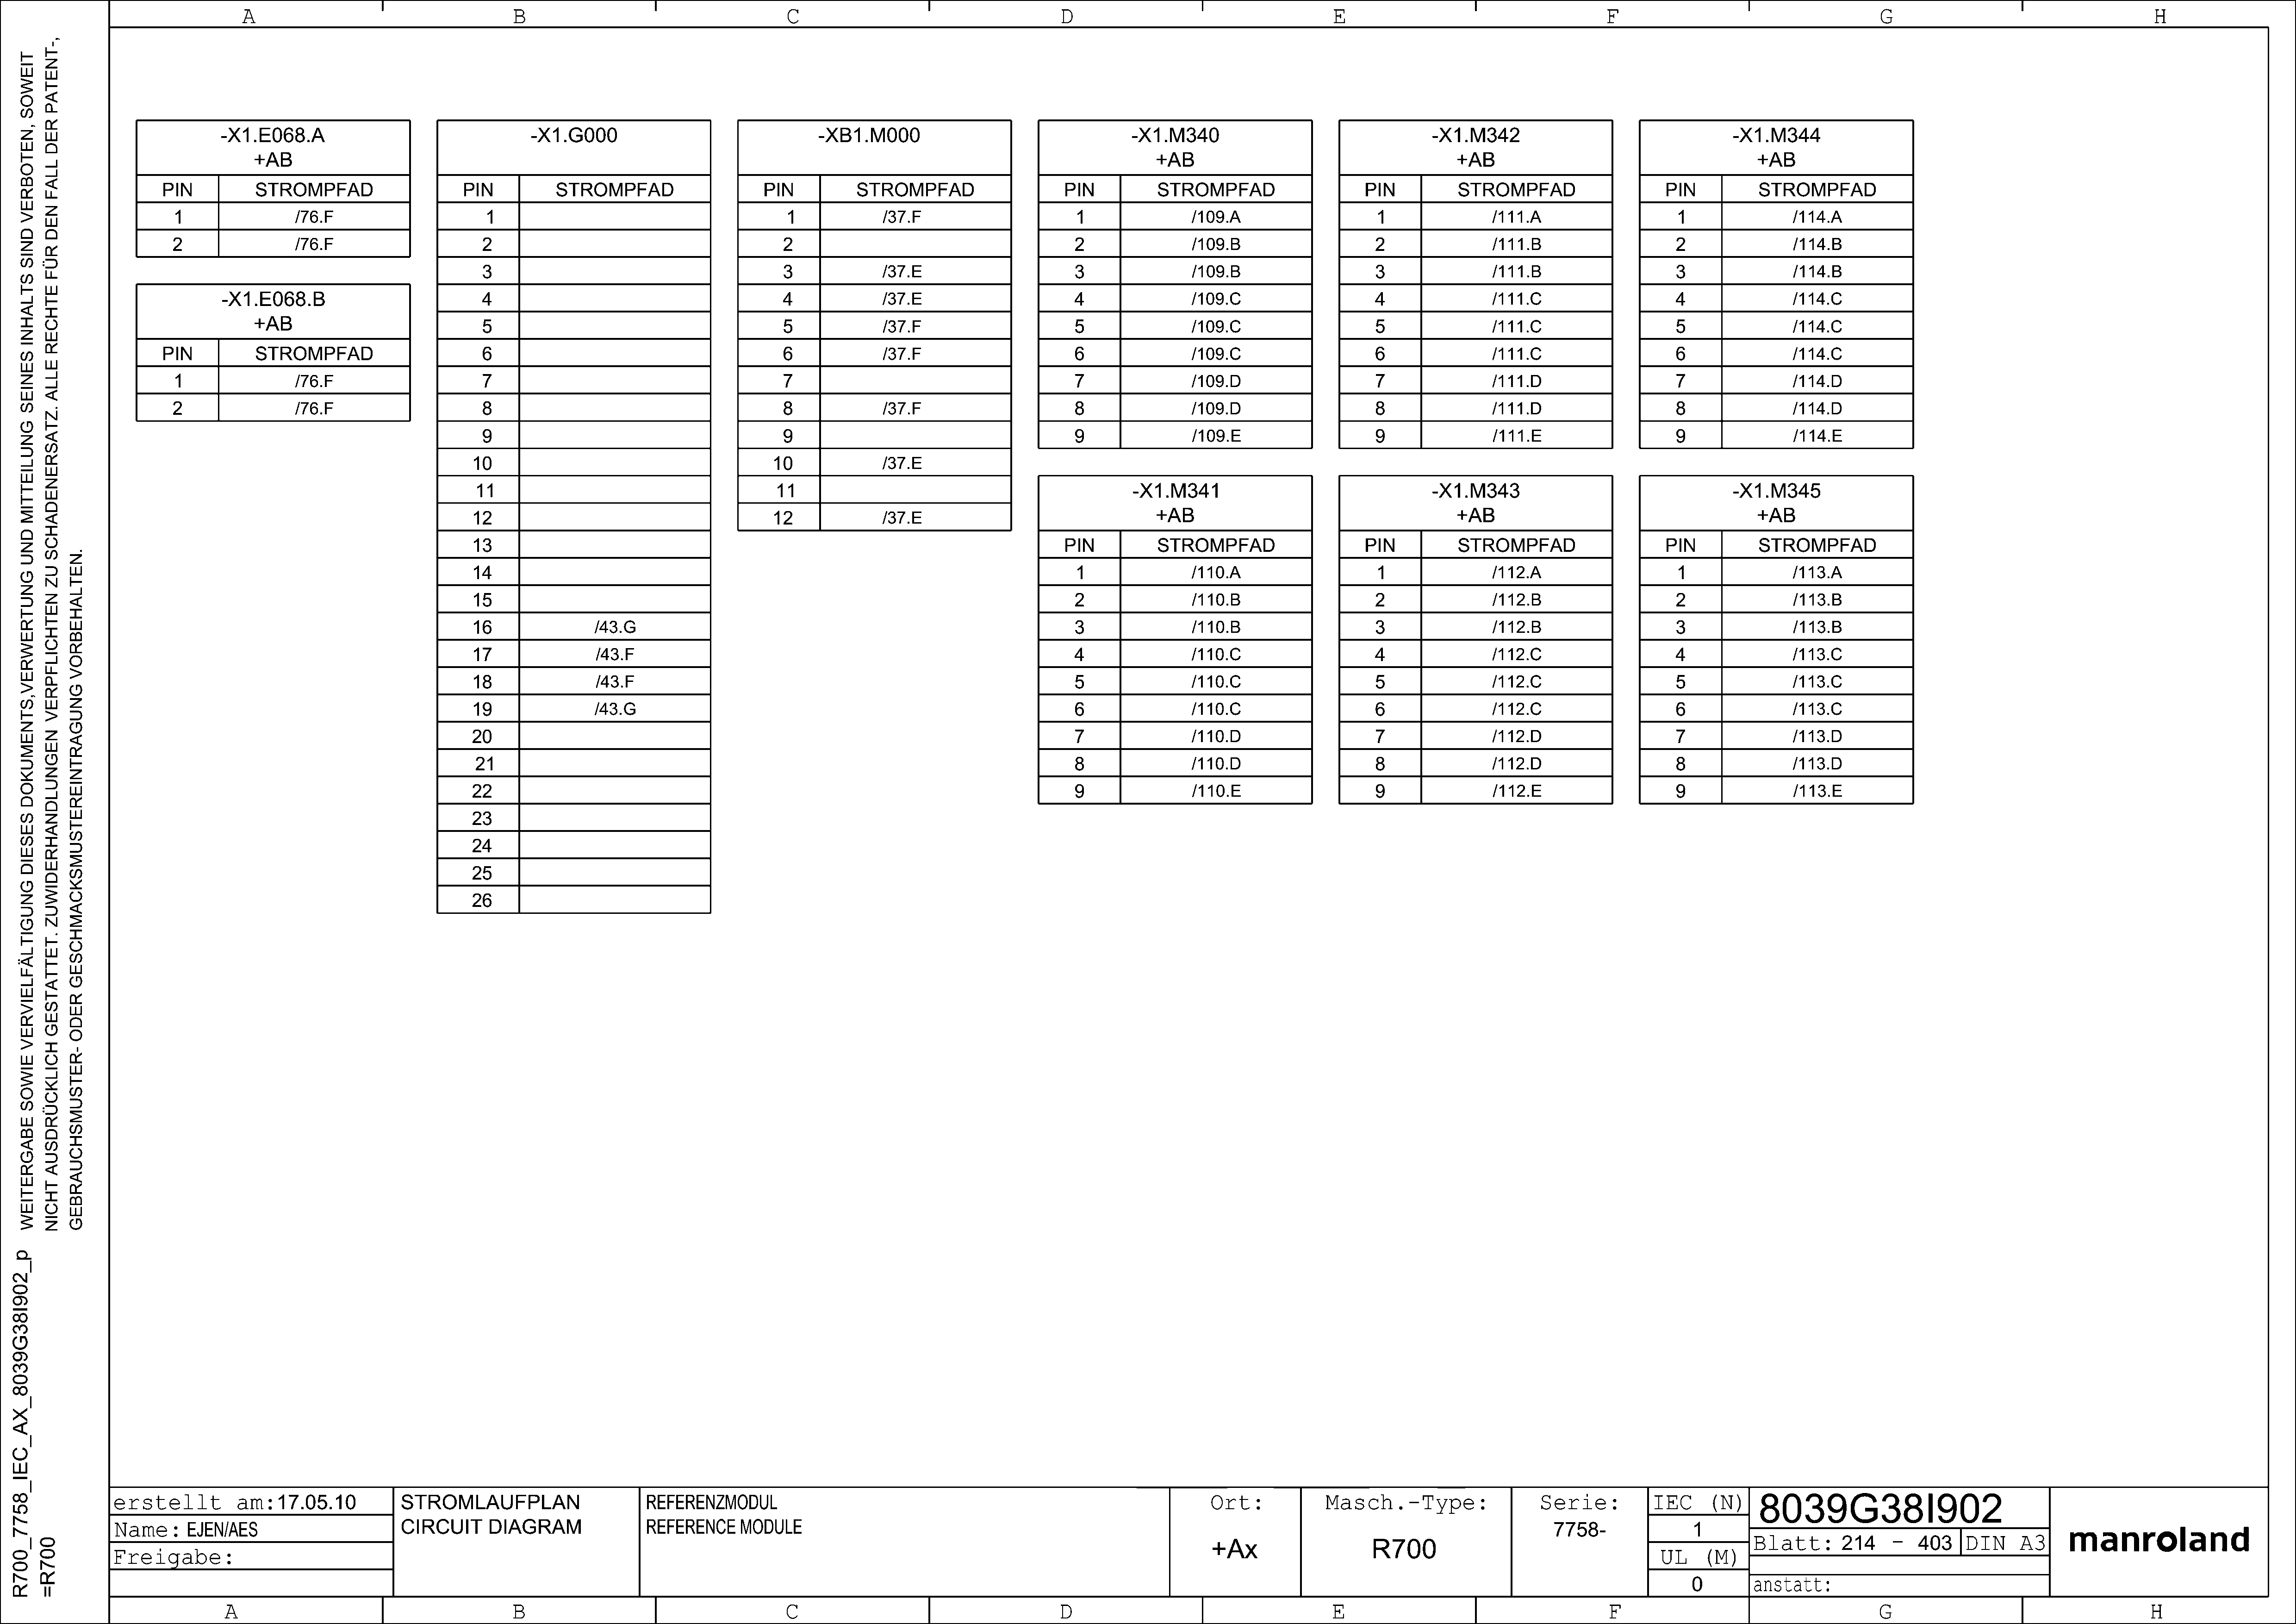 A B C D E F G H
-X1.E068.A
+AB
PIN STROMPFAD
1 /76.F
2 /76.F
-X1.E068.B
+AB
PIN STROMPFAD
1 /76.F
2 /76.F
-X1.G000
PIN STROMPFAD
1
2
3
4
5
6
7
8
9
10
11
12
13
14
15
16 /43.G
17 /43.F
18 /43.F
19 /43.G
20
21
22
23
24
25
26
-XB1.M000
PIN STROMPFAD
1 /37.F
2
3 /37.E
4 /37.E
5 /37.F
6 /37.F
7
8 /37.F
9
10 /37.E
11
12 /37.E
-X1.M340
+AB
PIN STROMPFAD
1 /109.A
2 /109.B
3 /109.B
4 /109.C
5 /109.C
6 /109.C
7 /109.D
8 /109.D
9 /109.E
-X1.M341
+AB
PIN STROMPFAD
1 /110.A
2 /110.B
3 /110.B
4 /110.C
5 /110.C
6 /110.C
7 /110.D
8 /110.D
9 /110.E
-X1.M342
+AB
PIN STROMPFAD
1 /111.A
2 /111.B
3 /111.B
4 /111.C
5 /111.C
6 /111.C
7 /111.D
8 /111.D
9 /111.E
-X1.M343
+AB
PIN STROMPFAD
1 /112.A
2 /112.B
3 /112.B
4 /112.C
5 /112.C
6 /112.C
7 /112.D
8 /112.D
9 /112.E
-X1.M344
+AB
PIN STROMPFAD
1 /114.A
2 /114.B
3 /114.B
4 /114.C
5 /114.C
6 /114.C
7 /114.D
8 /114.D
9 /114.E
-X1.M345
+AB
PIN STROMPFAD
1 /113.A
2 /113.B
3 /113.B
4 /113.C
5 /113.C
6 /113.C
7 /113.D
8 /113.D
9 /113.E
WEITERGABE SOWIE VERVIELFÄLTIGUNG DIESES DOKUMENTS,VERWERTUNG UND MITTEILUNG SEINES INHALTS SIND VERBOTEN, SOWEIT
NICHT AUSDRÜCKLICH GESTATTET. ZUWIDERHANDLUNGEN VERPFLICHTEN ZU SCHADENERSATZ. ALLE RECHTE FÜR DEN FALL DER PATENT-,
GEBRAUCHSMUSTER- ODER GESCHMACKSMUSTEREINTRAGUNG VORBEHALTEN.
R700_7758_IEC_AX_8039G38I902_p
=R700
erstellt am:17.05.10
Name: EJEN/AES
Freigabe:
STROMLAUFPLAN
CIRCUIT DIAGRAM
REFERENZMODUL
REFERENCE MODULE
Ort:
+Ax
Masch.-Type:
R700
Serie:
7758-
IEC (N)
1
UL (M)
0
8039G38I902
Blatt: 214 - 403 DIN A3
anstatt:
manroland
A B C D E F G H